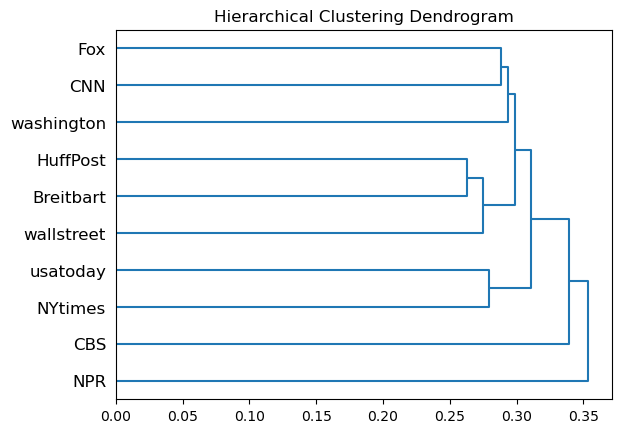 Hierarchical Clustering Dendrogram
Fox
CNN
washington
HuffPost
Breitbart
wallstreet
usatoday
NYtimes
CBS
NPR
0.00 0.05 0.10 0.15 0.20 0.25 0.30 0.35